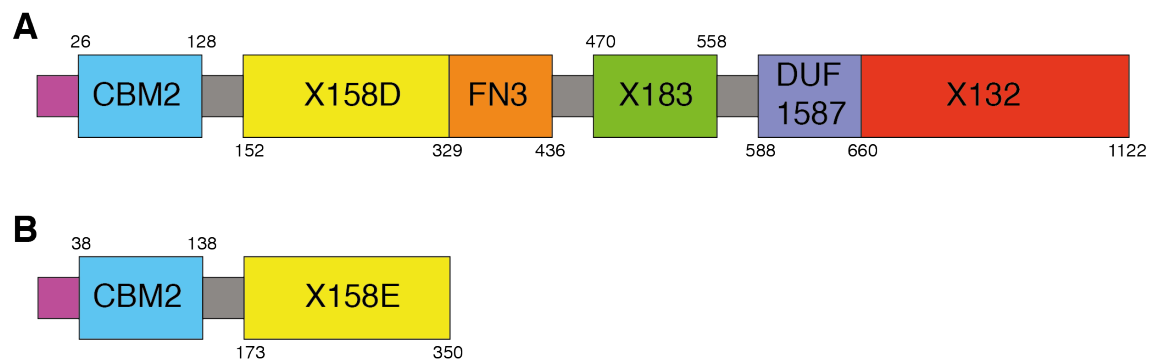 A
26 128 470 558
CBM2 X158D FN3 X183 DUF 1587 X132
152 329 436 588 660 1122
B
38 138
CBM2 X158E
173 350